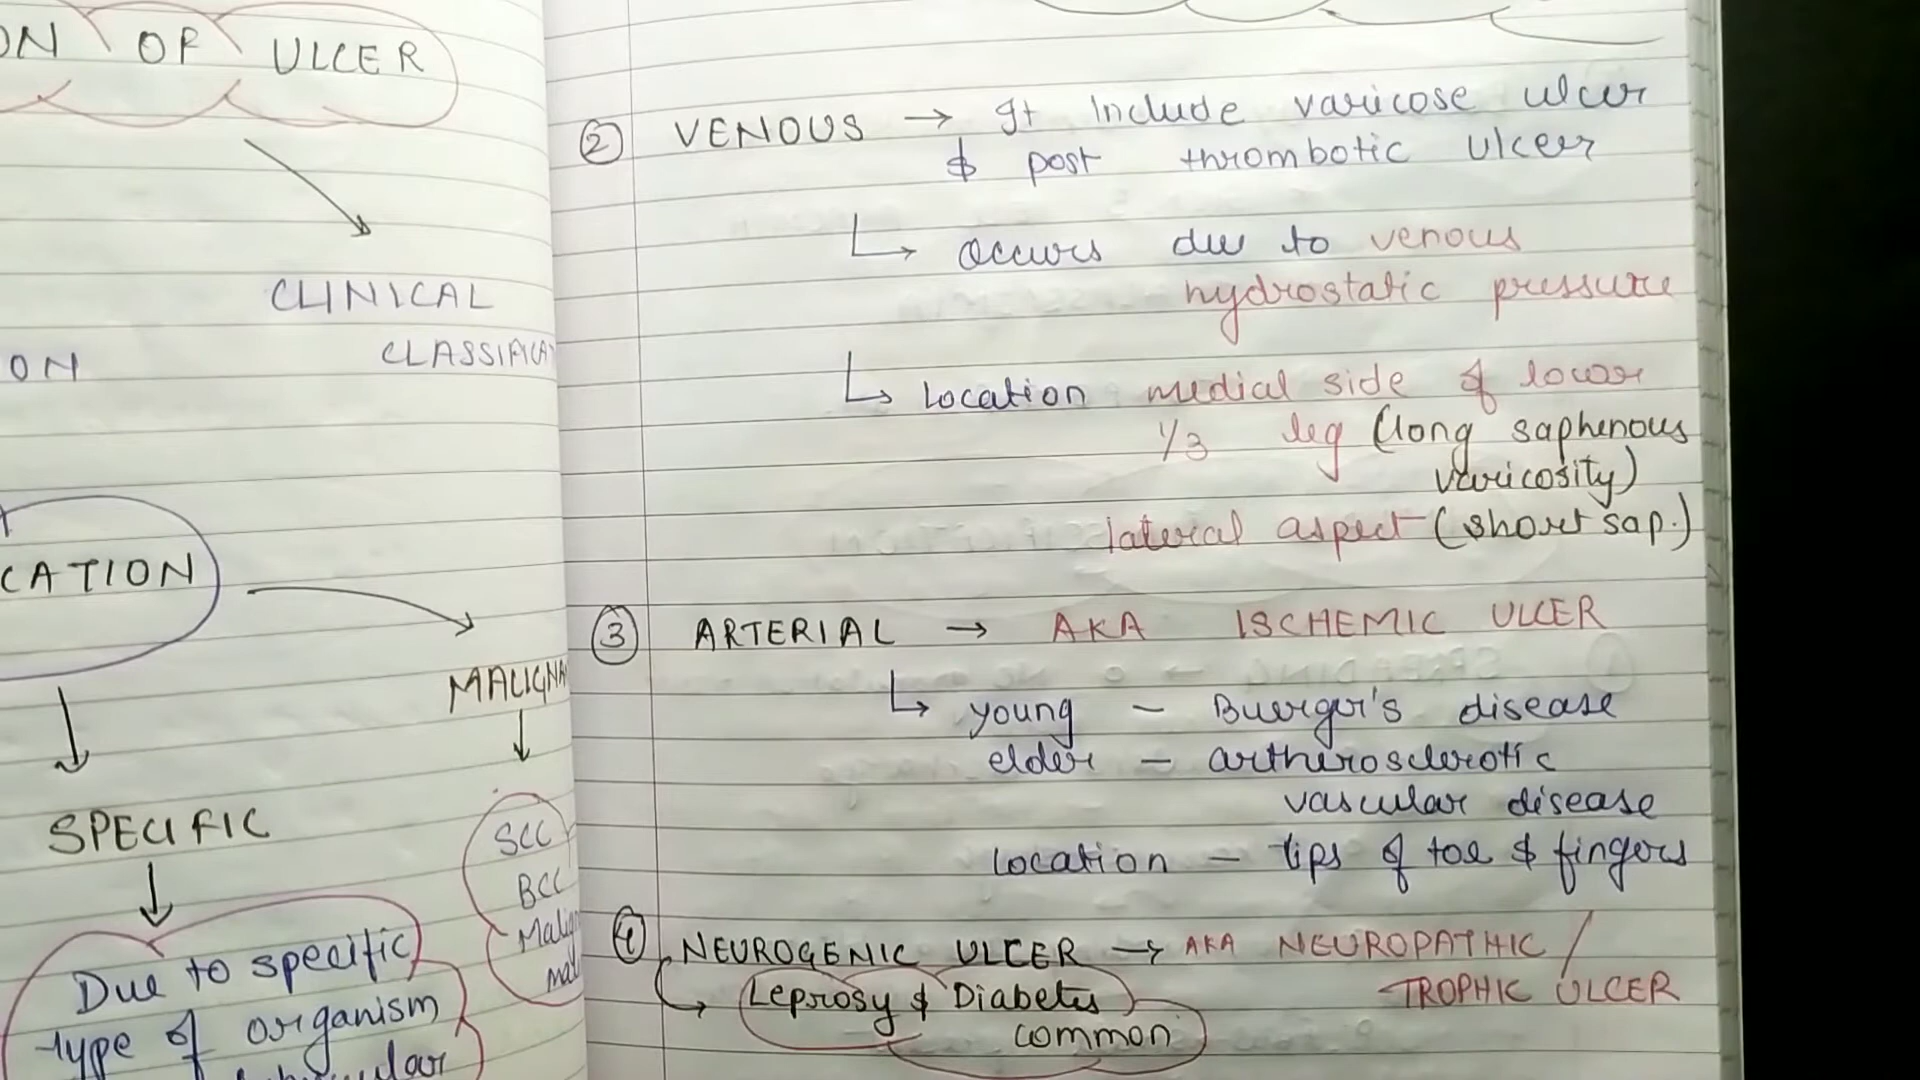 ON OF ULCER
CLINICAL
CLASSIFICA
ON
CATION
MALIGNA
SPECIFIC
SCC
BCC
Malig
mal
Due to specific
type of organism
② VENOUS → It Include varicose ulcer
& post thrombotic ulcer
↳ occurs due to venous
hydrostatic pressure
↳ Location medial side of lower
1/3 leg (long saphenous
varicosity)
lateral aspect (short sap.)
③ ARTERIAL → AKA ISCHEMIC ULCER
↳ young - Buerger's disease
elder - artherosclerotic
vascular disease
location - tips of toe & fingers
④ NEUROGENIC ULCER → AKA NEUROPATHIC /
TROPHIC ULCER
↳ Leprosy & Diabetes
common